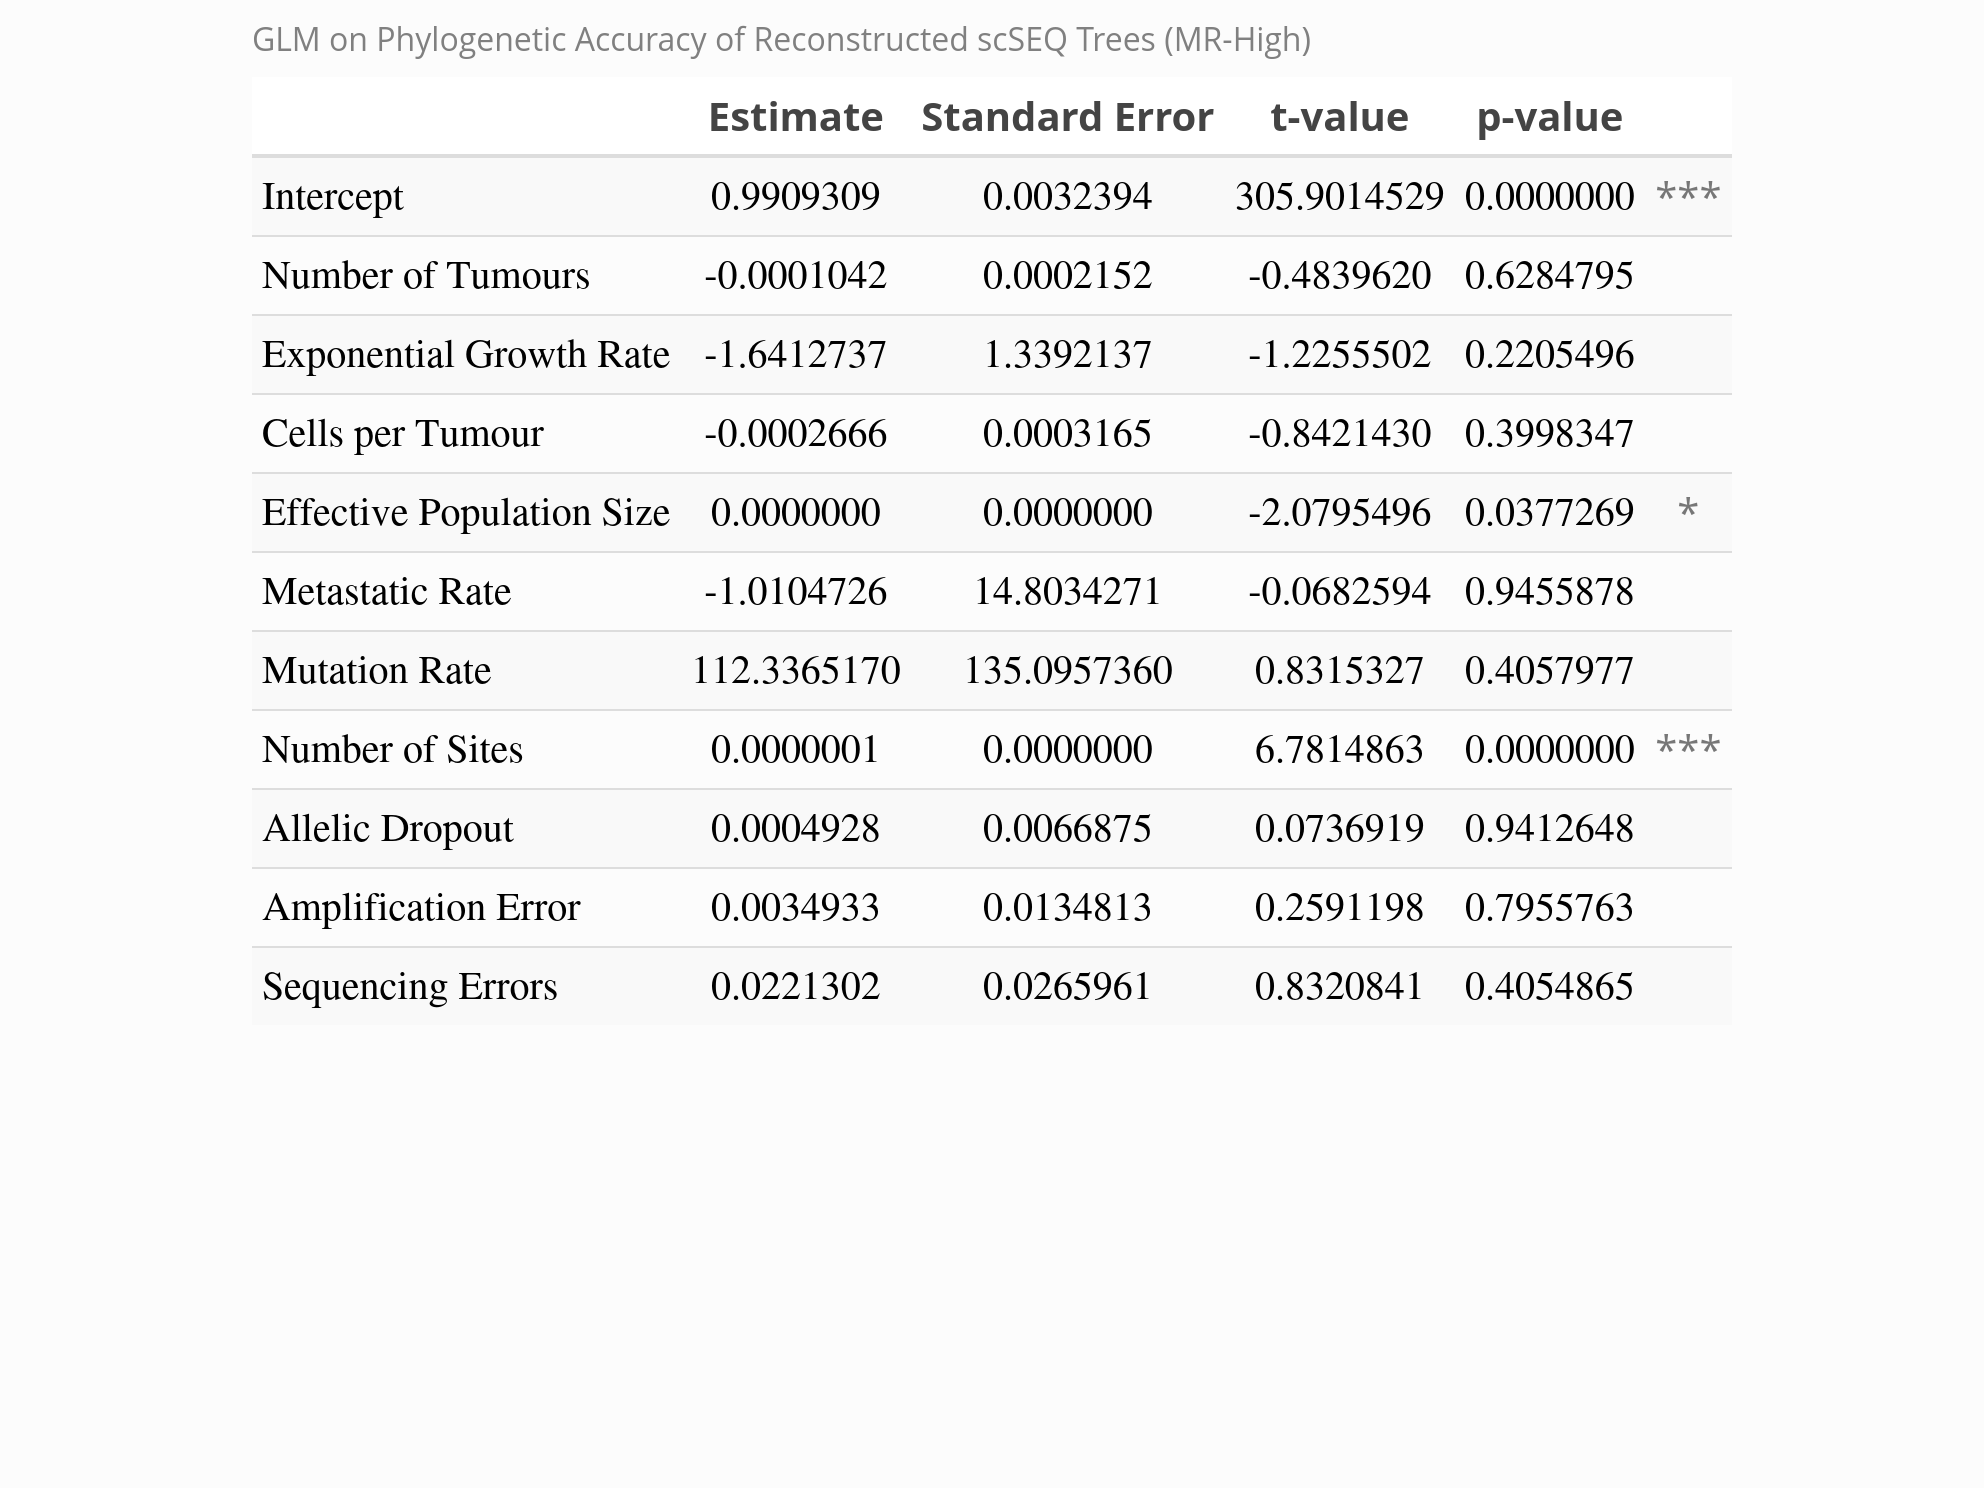 GLM on Phylogenetic Accuracy of Reconstructed scSEQ Trees (MR-High)
Estimate Standard Error t-value p-value
Intercept 0.9909309 0.0032394 305.9014529 0.0000000 ***
Number of Tumours -0.0001042 0.0002152 -0.4839620 0.6284795
Exponential Growth Rate -1.6412737 1.3392137 -1.2255502 0.2205496
Cells per Tumour -0.0002666 0.0003165 -0.8421430 0.3998347
Effective Population Size 0.0000000 0.0000000 -2.0795496 0.0377269 *
Metastatic Rate -1.0104726 14.8034271 -0.0682594 0.9455878
Mutation Rate 112.3365170 135.0957360 0.8315327 0.4057977
Number of Sites 0.0000001 0.0000000 6.7814863 0.0000000 ***
Allelic Dropout 0.0004928 0.0066875 0.0736919 0.9412648
Amplification Error 0.0034933 0.0134813 0.2591198 0.7955763
Sequencing Errors 0.0221302 0.0265961 0.8320841 0.4054865